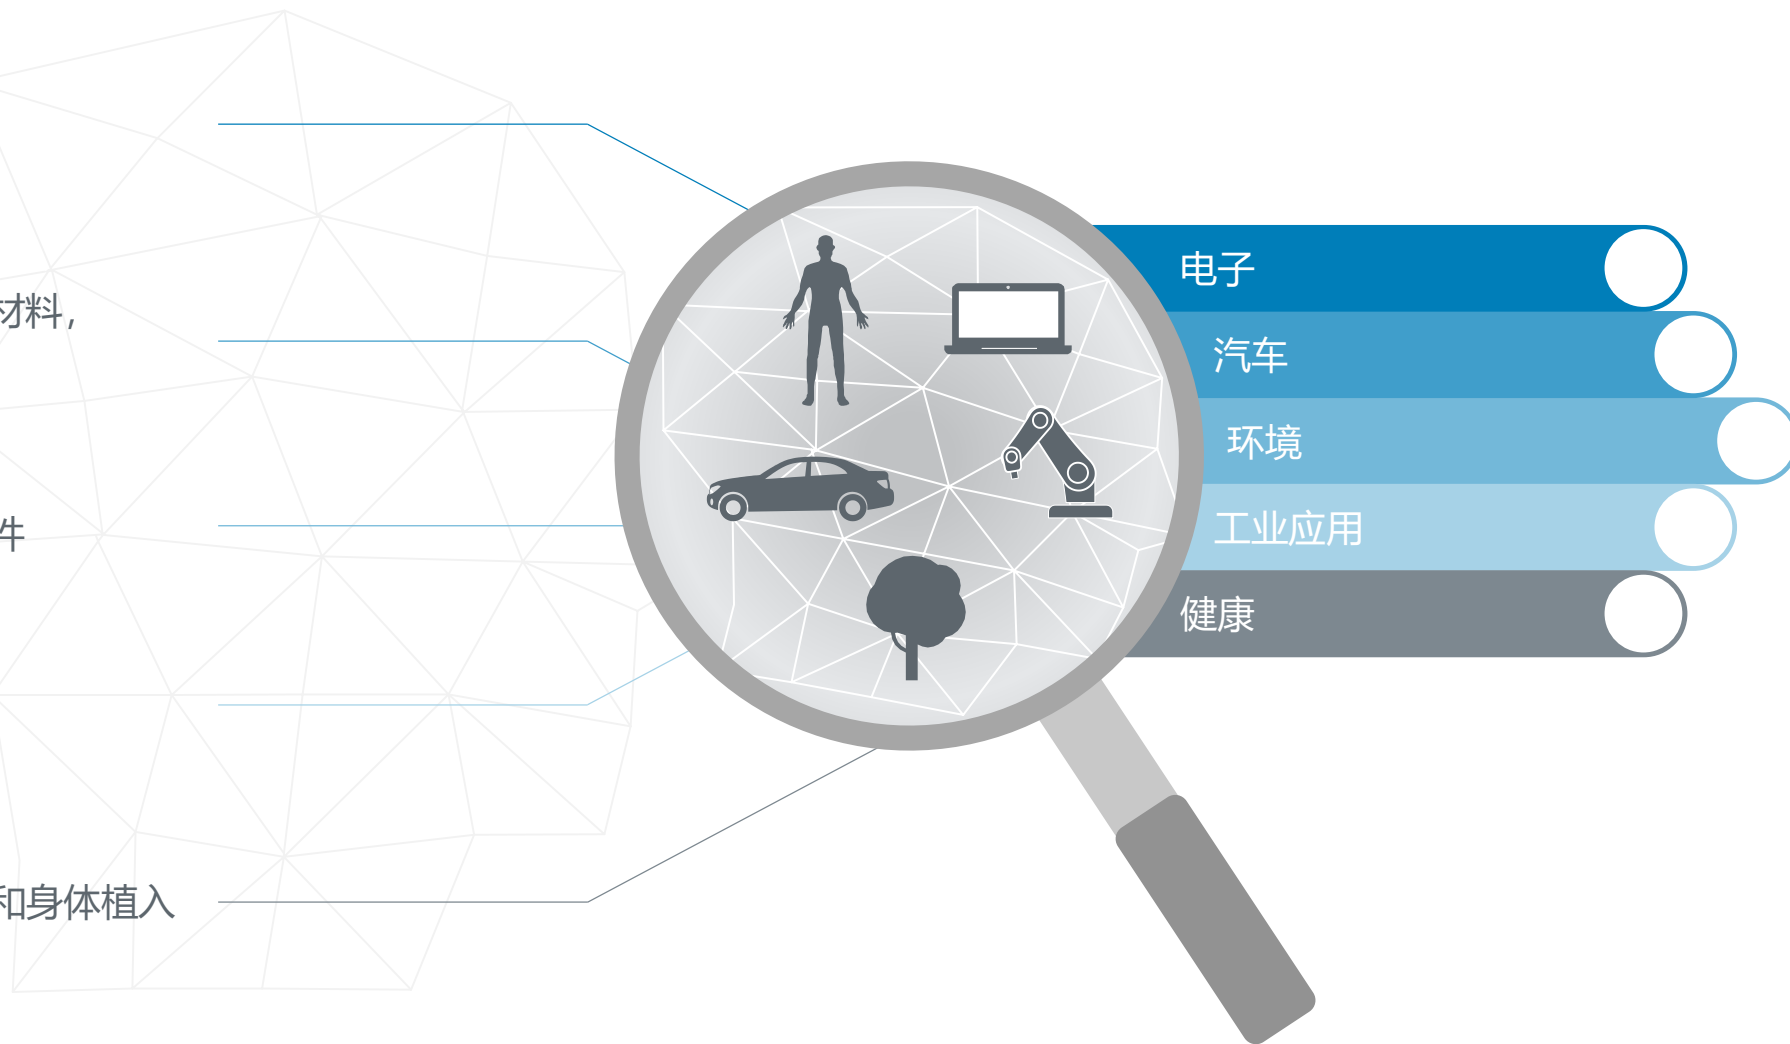 材料，
件
和身体植入
电子
汽车
环境
工业应用
健康